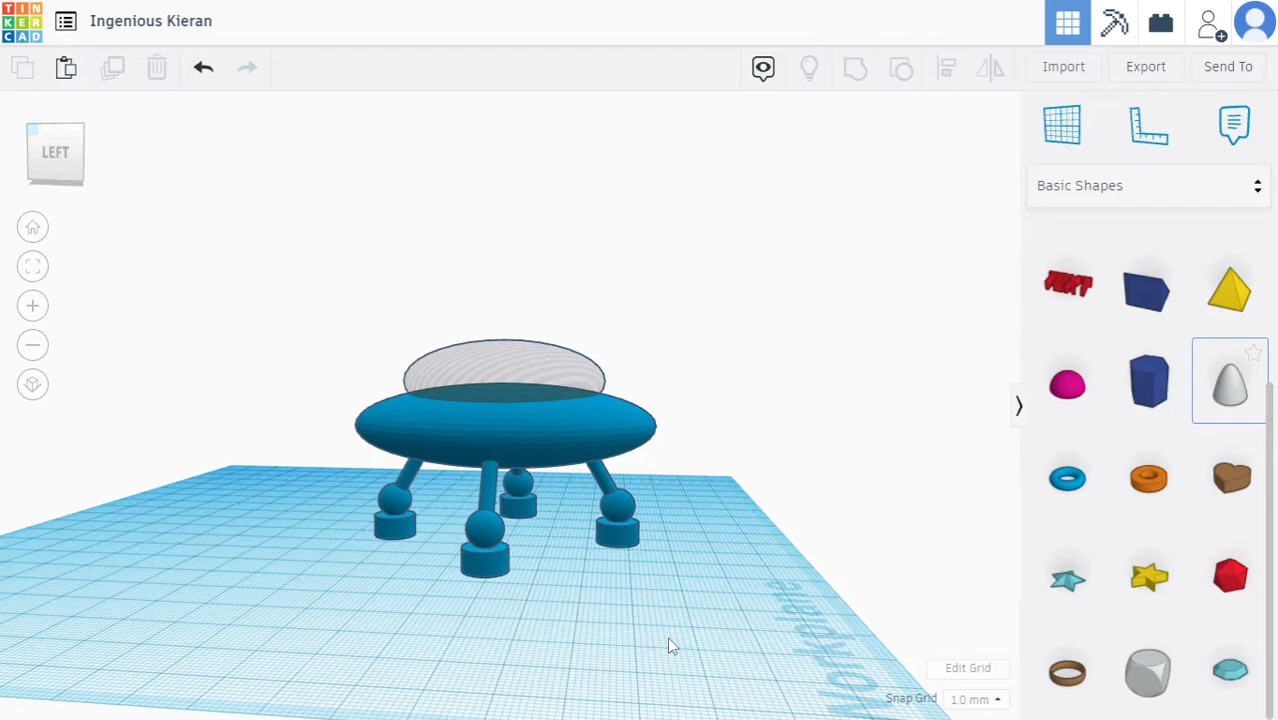 TIN
KER
CAD
Ingenious Kieran
Import
Export
Send To
LEFT
Basic Shapes
TEXT
Workplane
Edit Grid
Snap Grid
1.0 mm